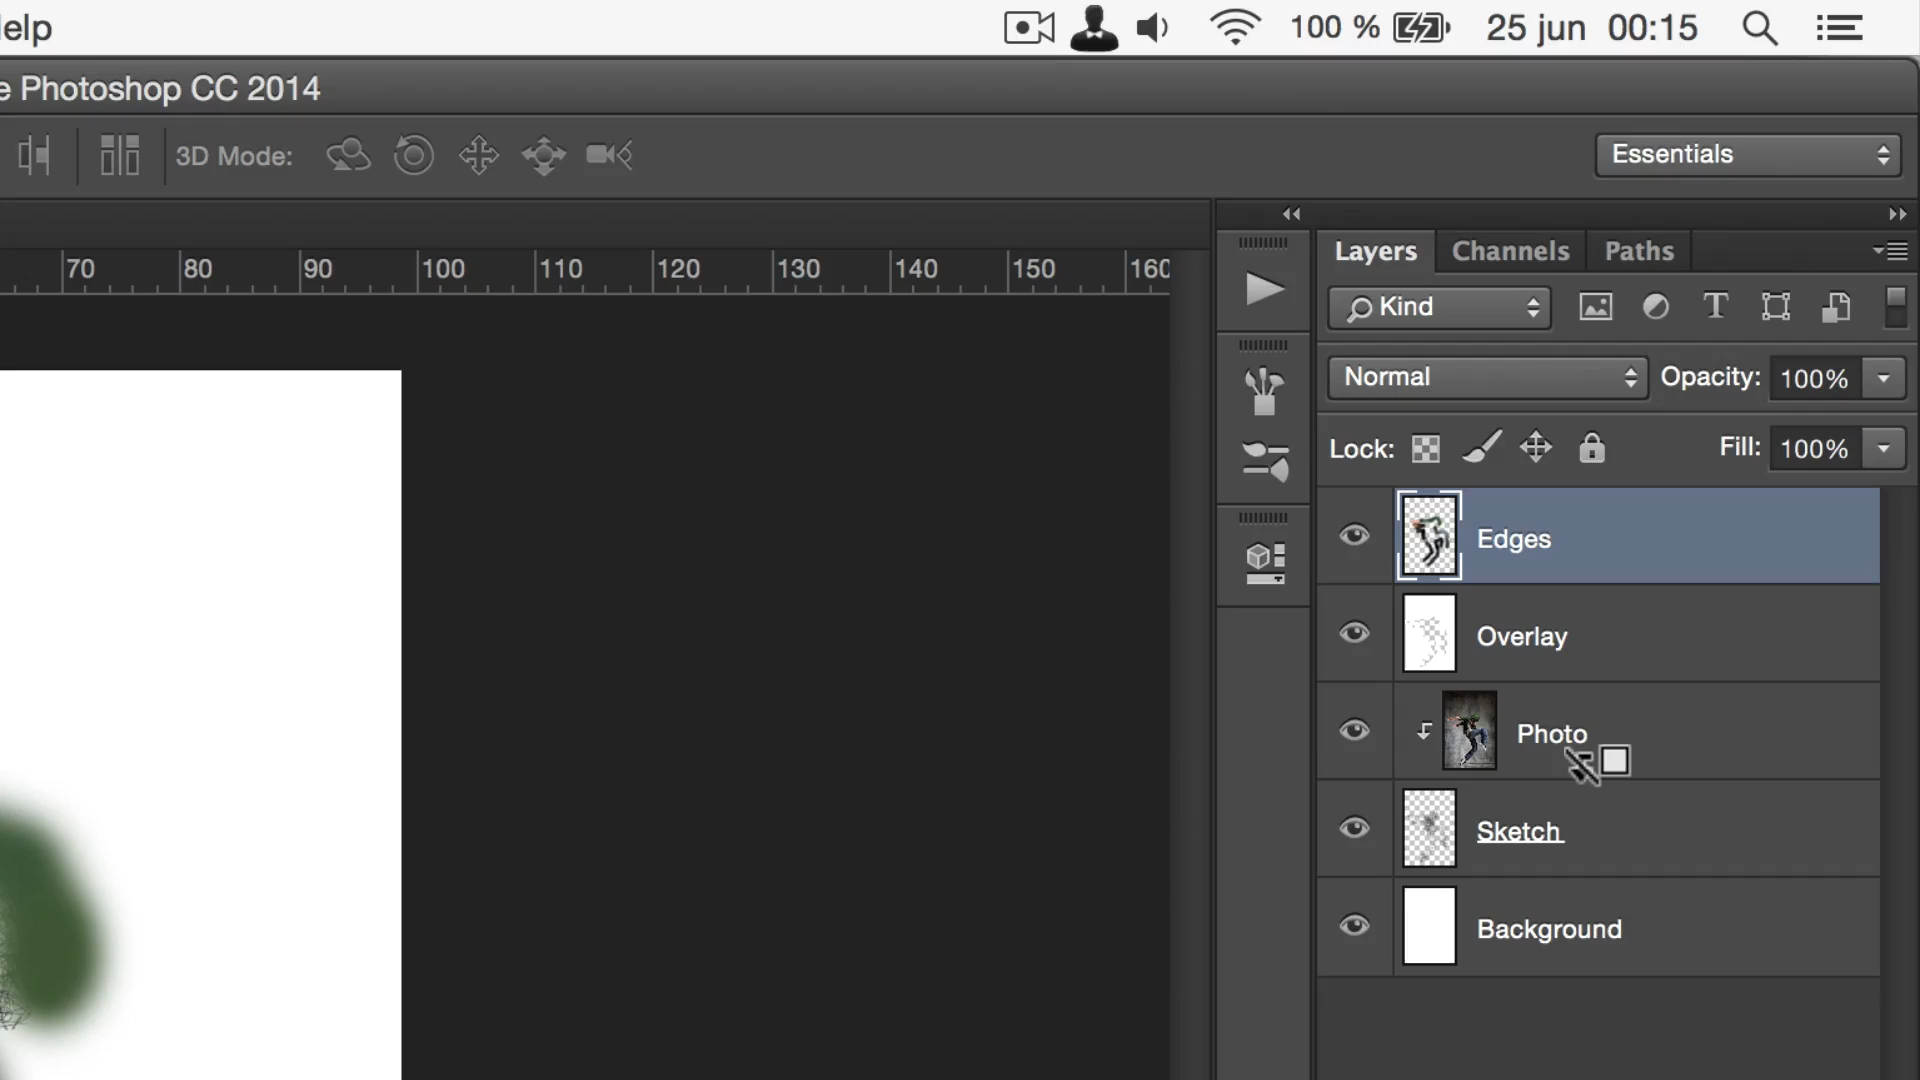 elp 100 % 25 jun 00:15
e Photoshop CC 2014
3D Mode: Essentials
70 80 90 100 110 120 130 140 150 160
Layers Channels Paths
Kind
Normal Opacity: 100%
Lock: Fill: 100%
Edges
Overlay
Photo
Sketch
Background